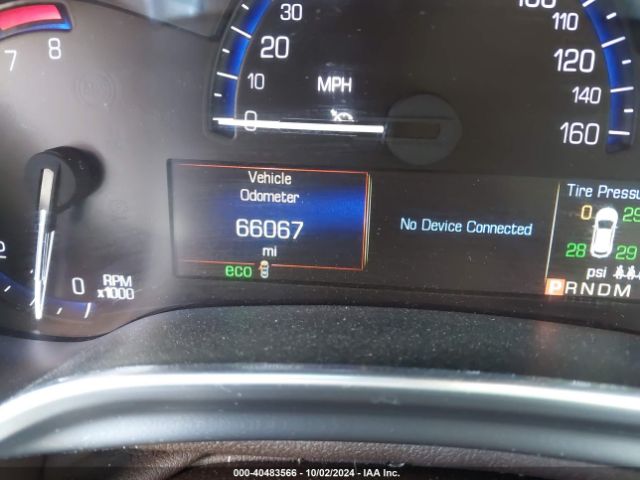 7 8
30
20
10
0
MPH
110
120
140
160
Vehicle
Odometer
66067
mi
eco
No Device Connected
Tire Pressu
0 29
28 29
psi
PRNDM
0 RPM
x1000
000-40483566 - 10/02/2024 - IAA Inc.